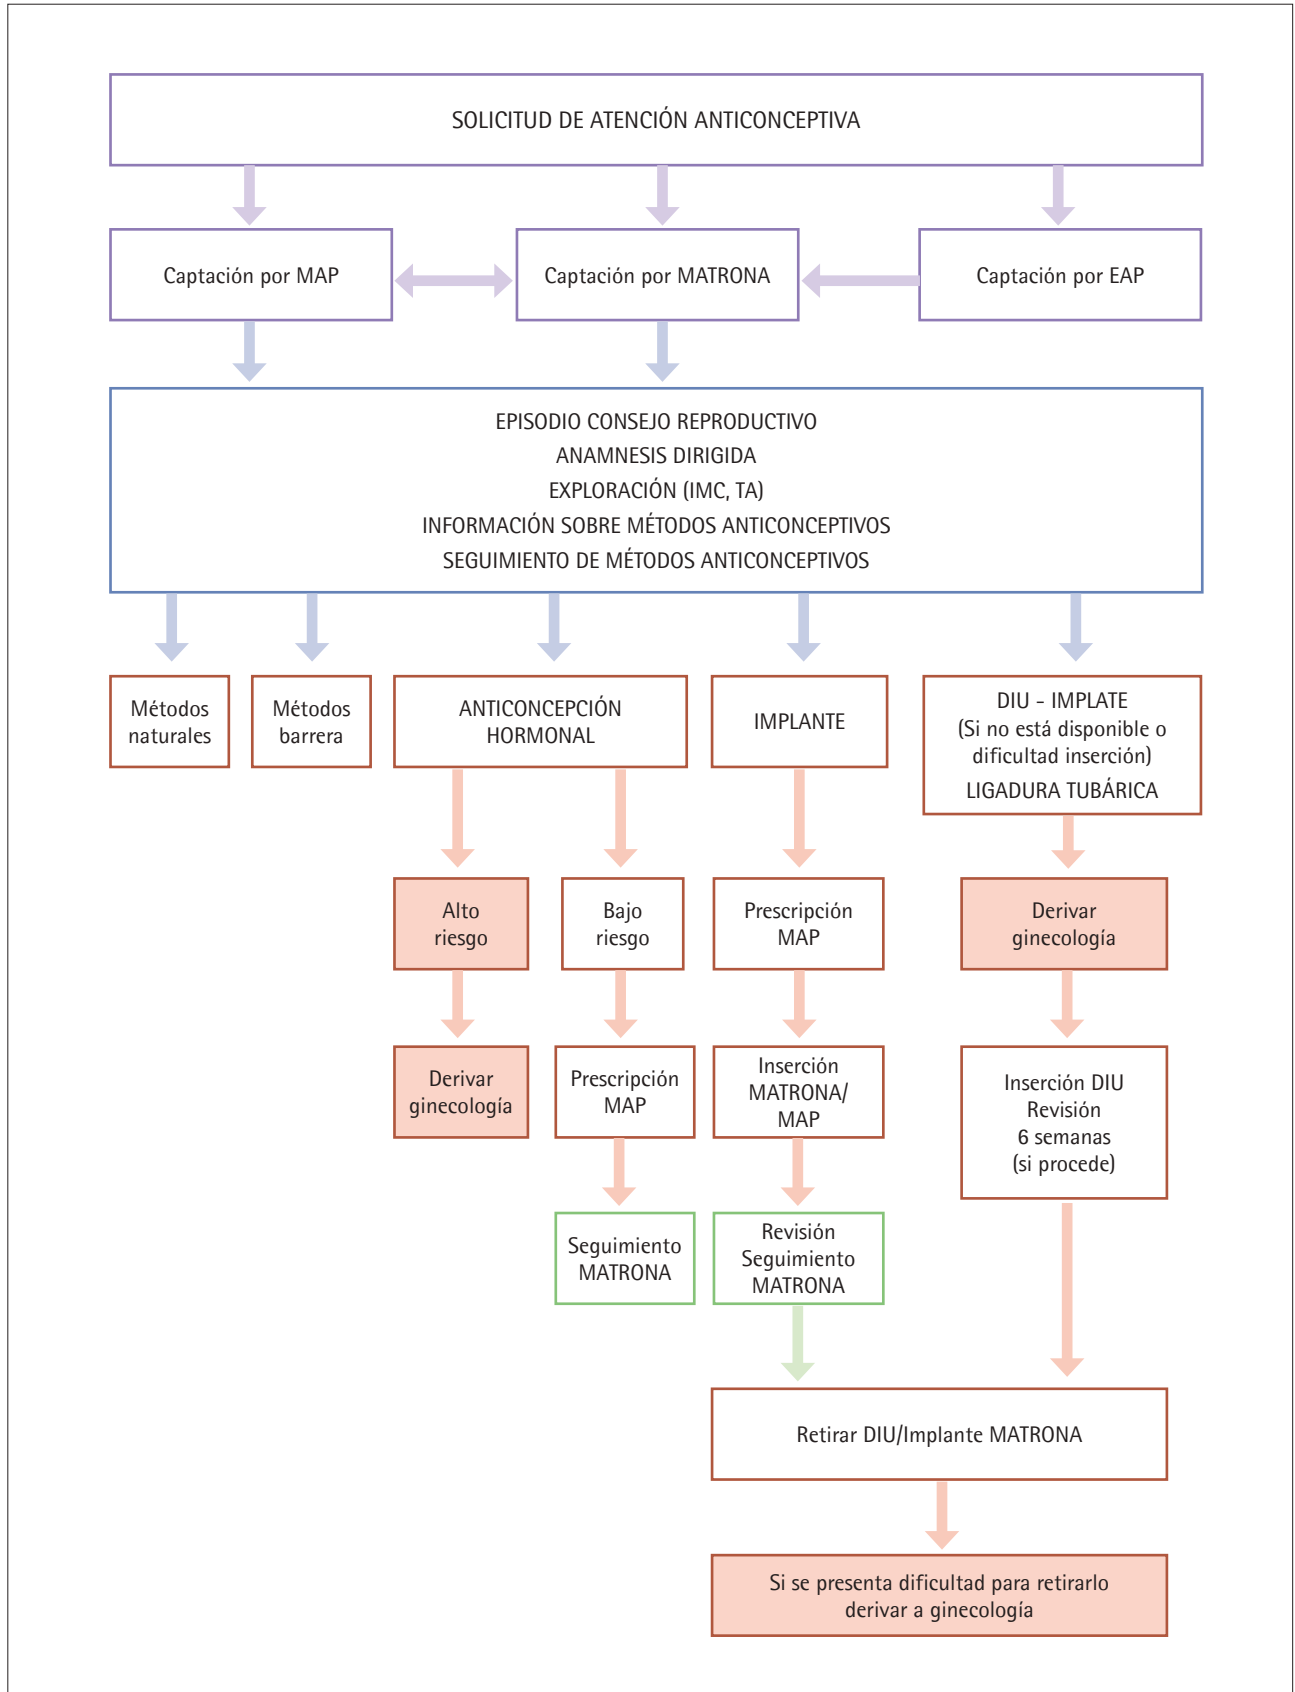 SOLICITUD DE ATENCIÓN ANTICONCEPTIVA
Captación por MAP
Captación por MATRONA
Captación por EAP
EPISODIO CONSEJO REPRODUCTIVO
ANAMNESIS DIRIGIDA
EXPLORACIÓN (IMC, TA)
INFORMACIÓN SOBRE MÉTODOS ANTICONCEPTIVOS
SEGUIMIENTO DE MÉTODOS ANTICONCEPTIVOS
Métodos
naturales
Métodos
barrera
ANTICONCEPCIÓN
HORMONAL
IMPLANTE
DIU - IMPLATE
(Si no está disponible o
dificultad inserción)
LIGADURA TUBÁRICA
Alto
riesgo
Bajo
riesgo
Prescripción
MAP
Derivar
ginecología
Derivar
ginecología
Prescripción
MAP
Inserción
MATRONA/
MAP
Inserción DIU
Revisión
6 semanas
(si procede)
Seguimiento
MATRONA
Revisión
Seguimiento
MATRONA
Retirar DIU/Implante MATRONA
Si se presenta dificultad para retirarlo
derivar a ginecología